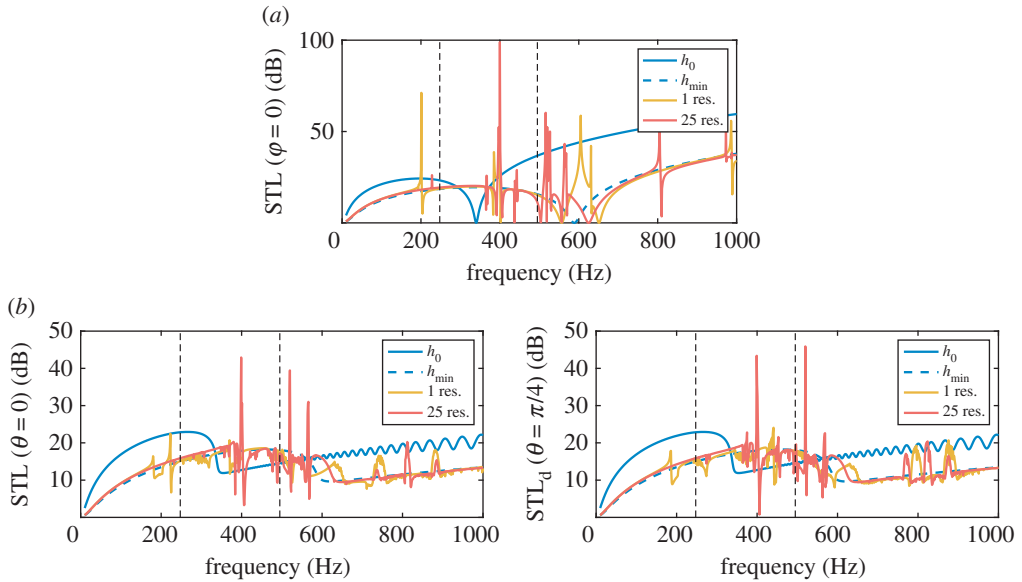 (a)
STL (φ = 0) (dB)
100
50
0 200 400 600 800 1000
frequency (Hz)
h0
hmin
1 res.
25 res.
(b)
STL (θ = 0) (dB)
50
40
30
20
10
0 200 400 600 800 1000
frequency (Hz)
h0
hmin
1 res.
25 res.
STLd (θ = π/4) (dB)
50
40
30
20
10
0 200 400 600 800 1000
frequency (Hz)
h0
hmin
1 res.
25 res.